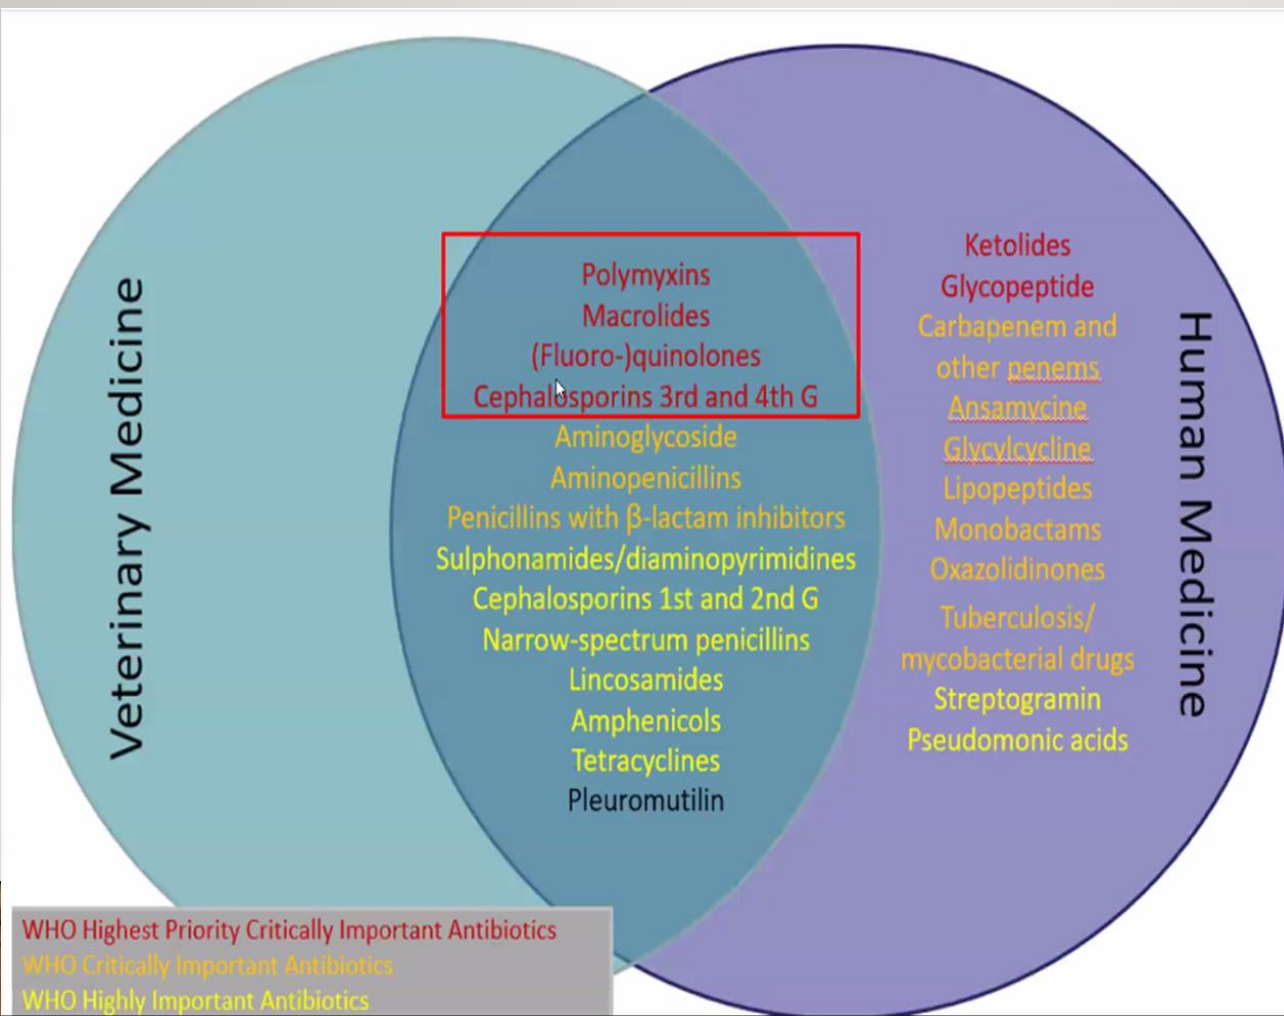 Veterinary Medicine
Polymyxins
Macrolides
(Fluoro-)quinolones
Cephalosporins 3rd and 4th G
Aminoglycoside
Aminopenicillins
Penicillins with β-lactam inhibitors
Sulphonamides/diaminopyrimidines
Cephalosporins 1st and 2nd G
Narrow-spectrum penicillins
Lincosamides
Amphenicols
Tetracyclines
Pleuromutilin
Ketolides
Glycopeptide
Carbapenem and
other penems
Ansamycine
Glycylcycline
Lipopeptides
Monobactams
Oxazolidinones
Tuberculosis/
mycobacterial drugs
Streptogramin
Pseudomonic acids
Human Medicine
WHO Highest Priority Critically Important Antibiotics
WHO Critically Important Antibiotics
WHO Highly Important Antibiotics